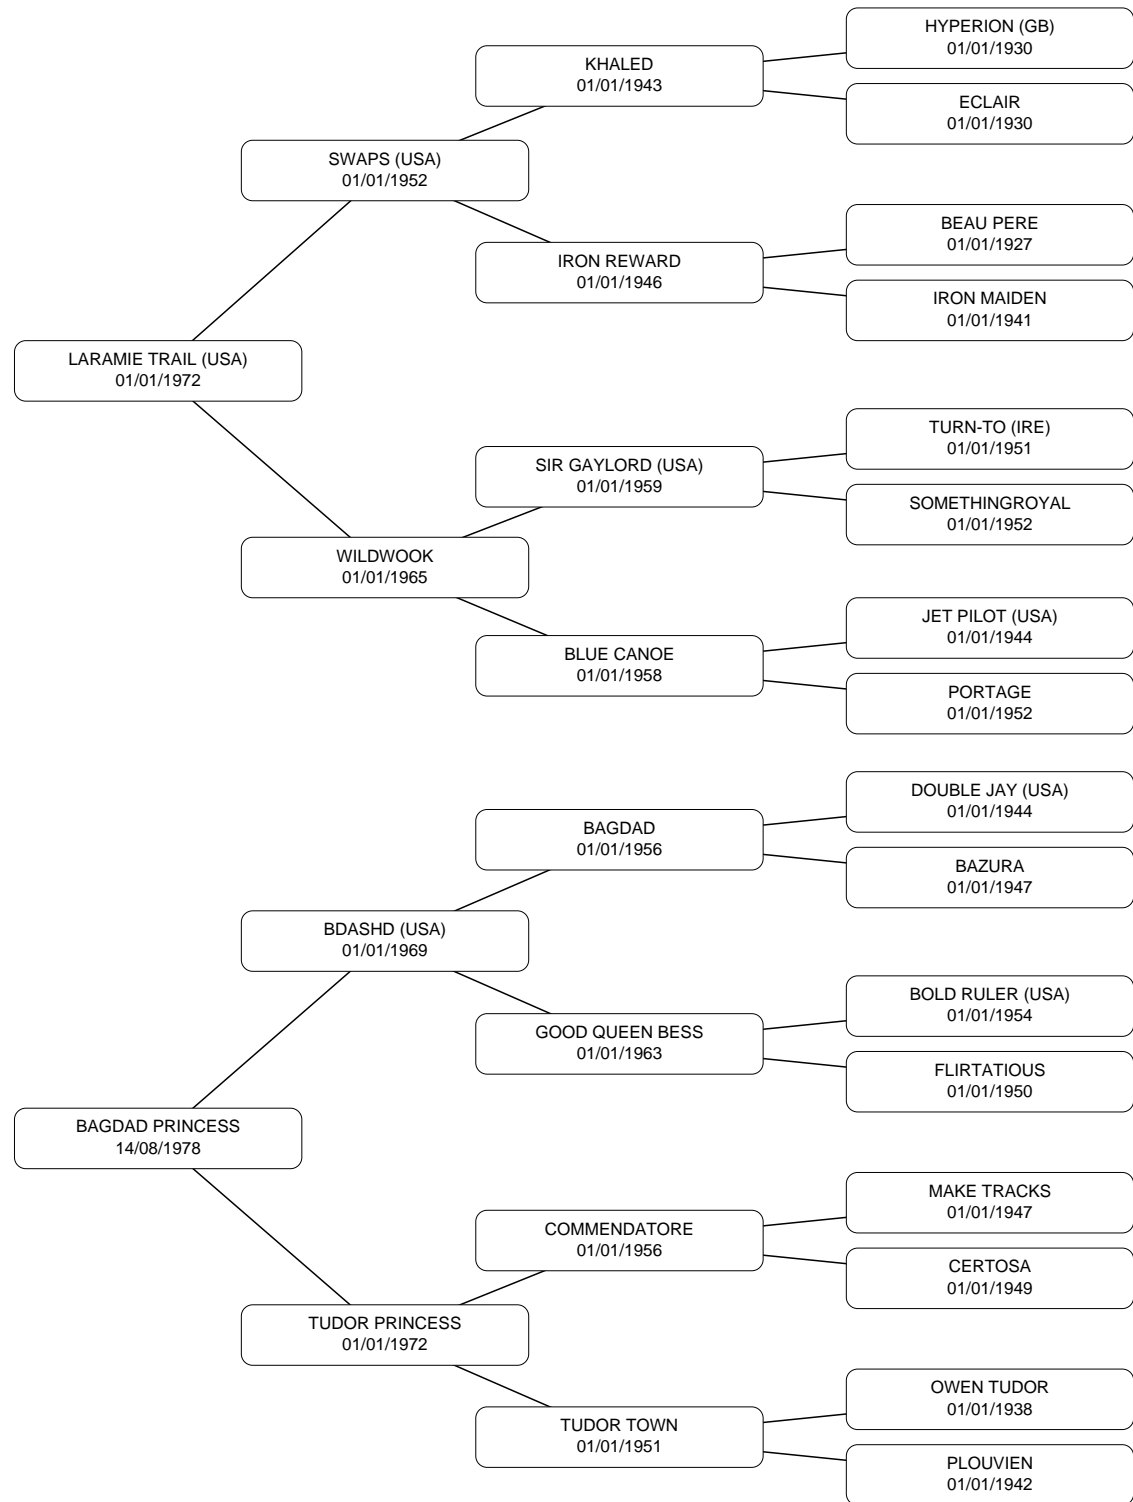 HYPERION (GB)
01/01/1930
KHALED
01/01/1943
ECLAIR
01/01/1930
SWAPS (USA)
01/01/1952
BEAU PERE
01/01/1927
IRON REWARD
01/01/1946
IRON MAIDEN
01/01/1941
LARAMIE TRAIL (USA)
01/01/1972
TURN-TO (IRE)
01/01/1951
SIR GAYLORD (USA)
01/01/1959
SOMETHINGROYAL
01/01/1952
WILDWOOK
01/01/1965
JET PILOT (USA)
01/01/1944
BLUE CANOE
01/01/1958
PORTAGE
01/01/1952
DOUBLE JAY (USA)
01/01/1944
BAGDAD
01/01/1956
BAZURA
01/01/1947
BDASHD (USA)
01/01/1969
BOLD RULER (USA)
01/01/1954
GOOD QUEEN BESS
01/01/1963
FLIRTATIOUS
01/01/1950
BAGDAD PRINCESS
14/08/1978
MAKE TRACKS
01/01/1947
COMMENDATORE
01/01/1956
CERTOSA
01/01/1949
TUDOR PRINCESS
01/01/1972
OWEN TUDOR
01/01/1938
TUDOR TOWN
01/01/1951
PLOUVIEN
01/01/1942